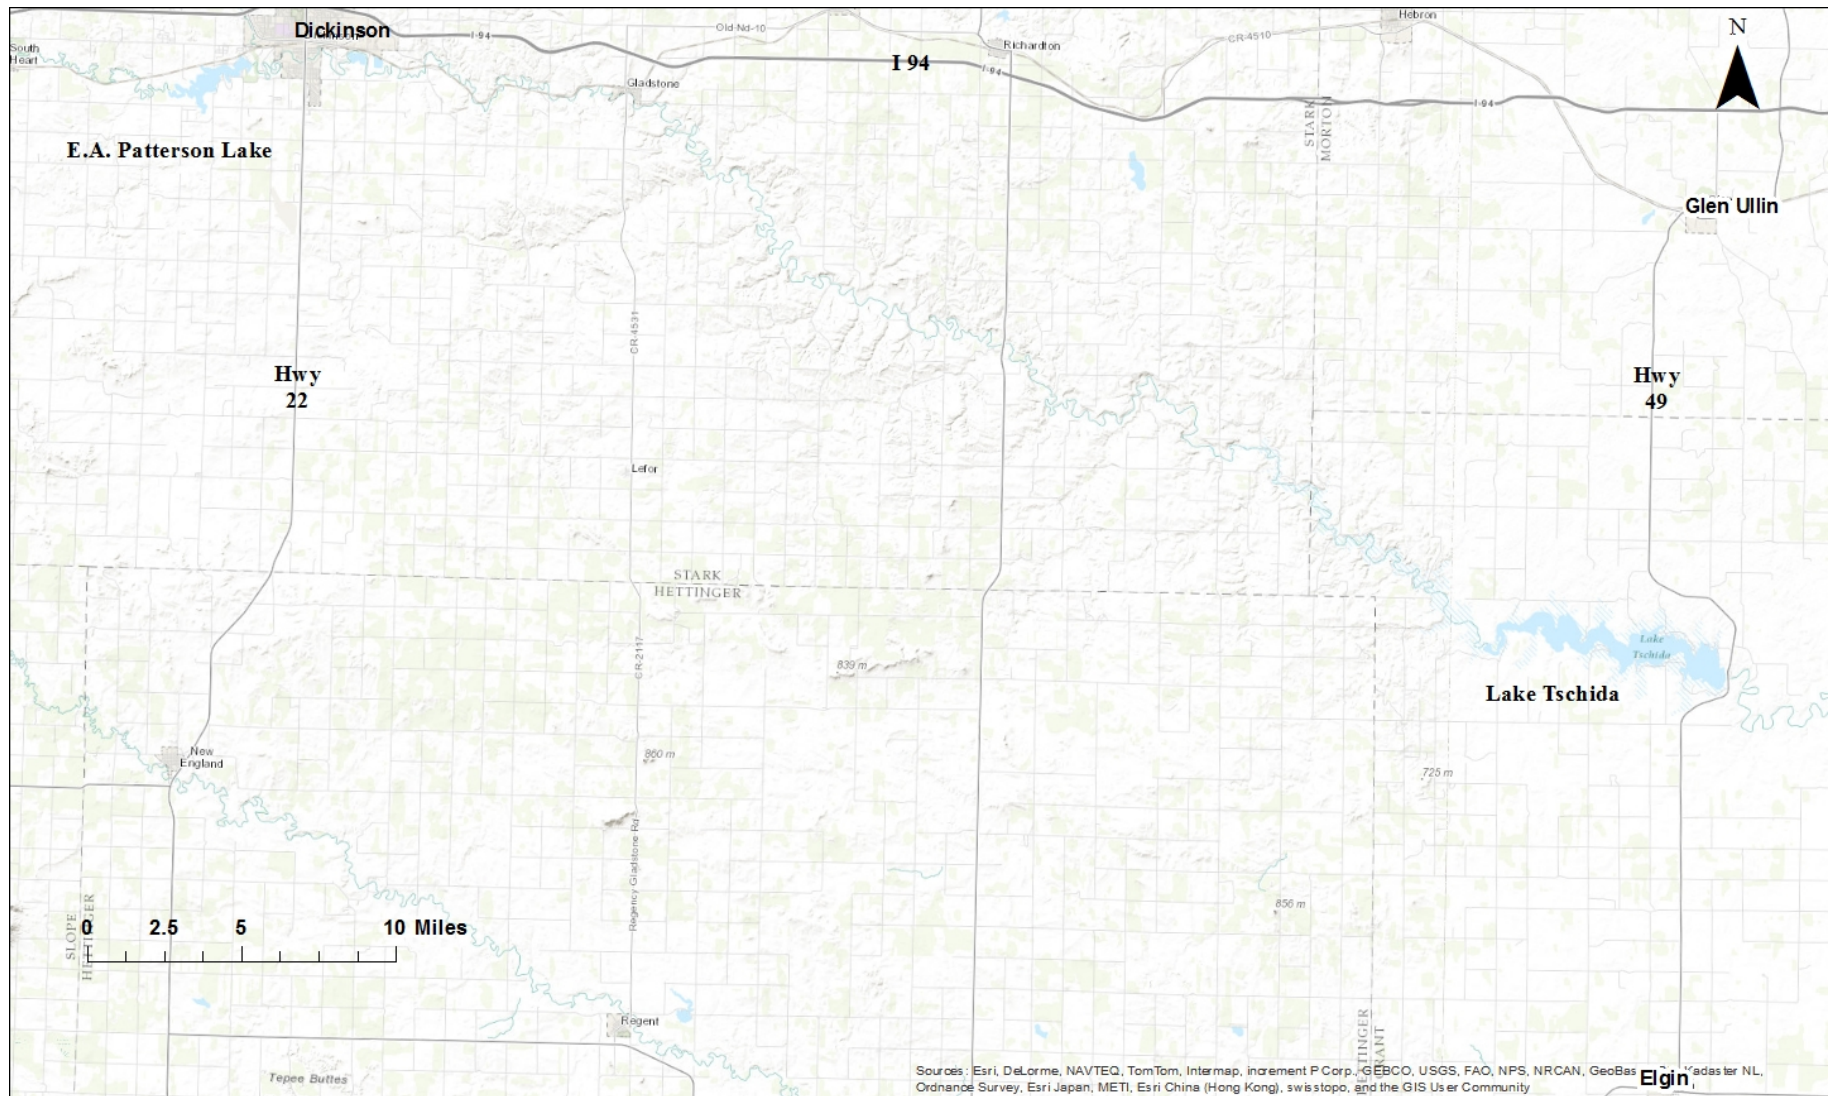 Dickinson
Old-Nd-10
Hebron
N
South
Heart
I-94
Richardton
CR-4510
I 94
I-94
Gladstone
I-94
STARK
MORTON
E.A. Patterson Lake
Glen Ullin
CR-4531
Hwy
22
Hwy
49
Lefor
STARK
HETTINGER
Lake
Tschida
CR-2117
839 m
Lake Tschida
New
England
860 m
725 m
Regency Gladstone Rd
856 m
SLOPE
HETTINGER
0 2.5 5 10 Miles
Regent
HETTINGER
GRANT
Tepee Buttes
Sources: Esri, DeLorme, NAVTEQ, TomTom, Intermap, increment P Corp., GEBCO, USGS, FAO, NPS, NRCAN, GeoBas Kadaster NL,
Ordnance Survey, Esri Japan, METI, Esri China (Hong Kong), swisstopo, and the GIS User Community
Elgin